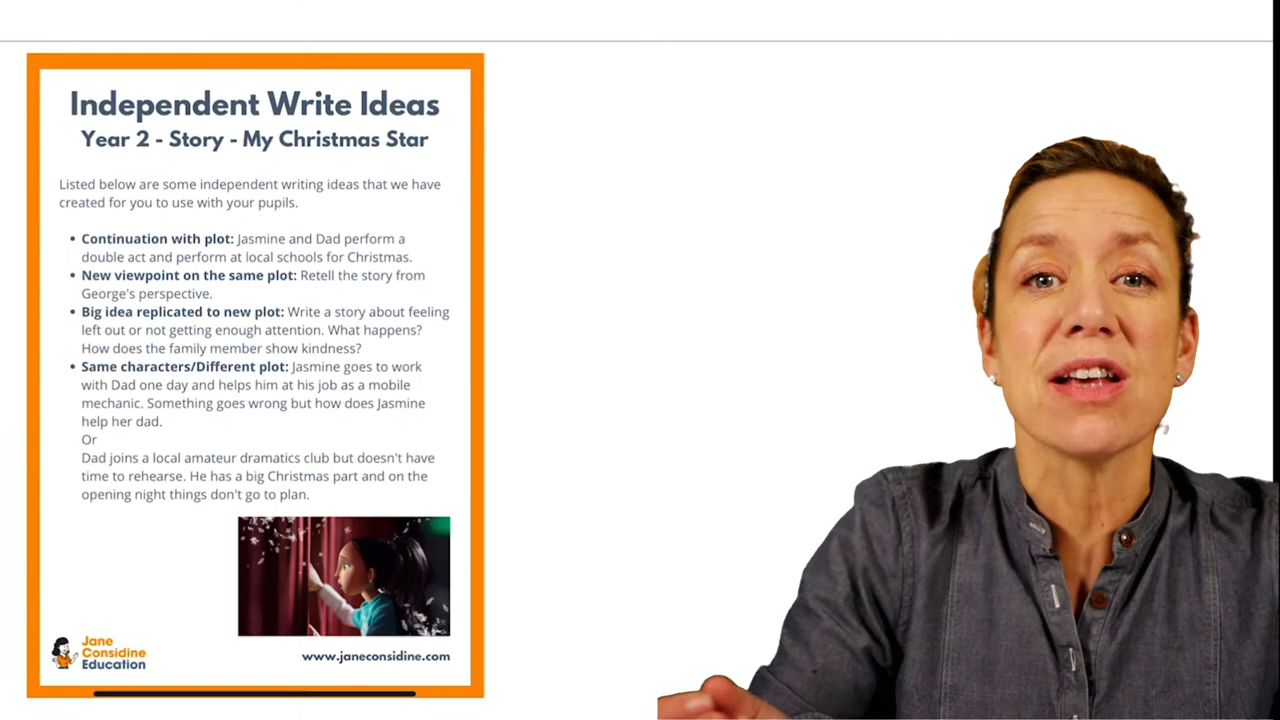 Independent Write Ideas
Year 2 - Story - My Christmas Star
Listed below are some independent writing ideas that we have
created for you to use with your pupils.
• Continuation with plot: Jasmine and Dad perform a
double act and perform at local schools for Christmas.
• New viewpoint on the same plot: Retell the story from
George's perspective.
• Big idea replicated to new plot: Write a story about feeling
left out or not getting enough attention. What happens?
How does the family member show kindness?
• Same characters/Different plot: Jasmine goes to work
with Dad one day and helps him at his job as a mobile
mechanic. Something goes wrong but how does Jasmine
help her dad.
Or
Dad joins a local amateur dramatics club but doesn't have
time to rehearse. He has a big Christmas part and on the
opening night things don't go to plan.
Jane
Considine
Education
www.janeconsidine.com